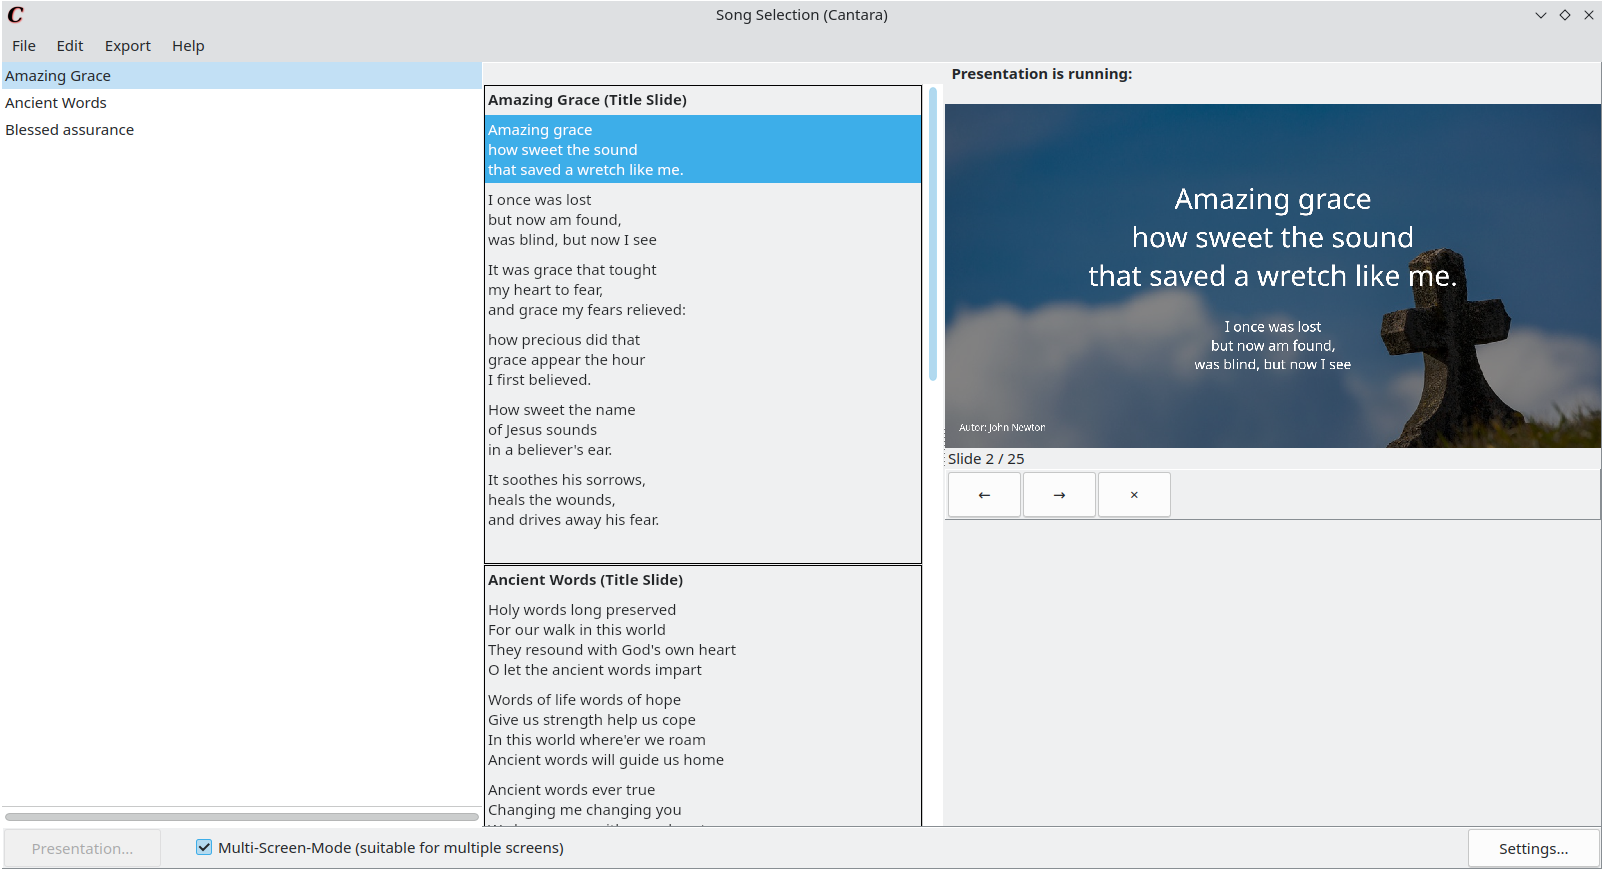 C
Song Selection (Cantara)
File Edit Export Help
Amazing Grace
Ancient Words
Blessed assurance
Amazing Grace (Title Slide)
Amazing grace
how sweet the sound
that saved a wretch like me.
I once was lost
but now am found,
was blind, but now I see
It was grace that tought
my heart to fear,
and grace my fears relieved:
how precious did that
grace appear the hour
I first believed.
How sweet the name
of Jesus sounds
in a believer's ear.
It soothes his sorrows,
heals the wounds,
and drives away his fear.
Ancient Words (Title Slide)
Holy words long preserved
For our walk in this world
They resound with God's own heart
O let the ancient words impart
Words of life words of hope
Give us strength help us cope
In this world where'er we roam
Ancient words will guide us home
Ancient words ever true
Changing me changing you
Presentation is running:
Amazing grace
how sweet the sound
that saved a wretch like me.
I once was lost
but now am found,
was blind, but now I see
Autor: John Newton
Slide 2 / 25
← → ×
Presentation...
Multi-Screen-Mode (suitable for multiple screens)
Settings...